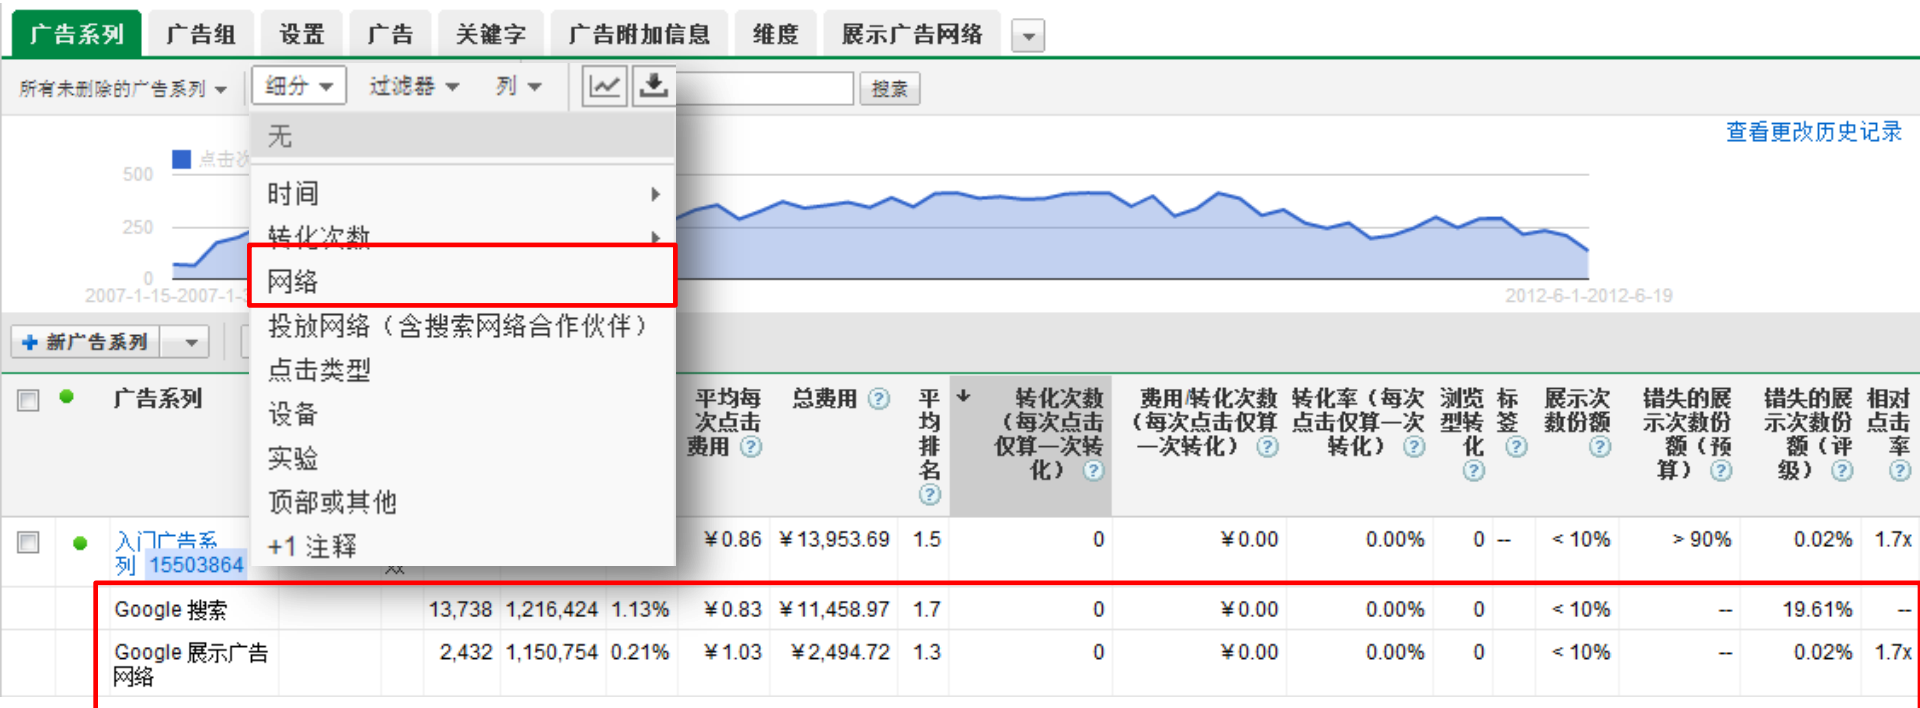 广告系列 广告组 设置 广告 关键字 广告附加信息 维度 展示广告网络
所有未删除的广告系列 细分 过滤器 列 搜索
查看更改历史记录
无
点击次
500
时间
250
转化次数
0
网络
2007-1-15-2007-1-3 2012-6-1-2012-6-19
投放网络（含搜索网络合作伙伴）
新广告系列
点击类型
设备
实验
顶部或其他
+1 注释
广告系列
平均每
次点击
费用 ?
总费用 ?
平
均
排
名
?
转化次数
（每次点击
仅算一次转
化） ?
费用/转化次数
（每次点击仅算
一次转化） ?
转化率（每次
点击仅算一次
转化） ?
浏览
型转
化
?
标
签
?
展示次
数份额
?
错失的展
示次数份
额（预
算） ?
错失的展
示次数份
额（评
级） ?
相对
点击
率
?
入门广告系
列 15503864
¥0.86 ¥13,953.69 1.5 0 ¥0.00 0.00% 0 -- < 10% > 90% 0.02% 1.7x
Google 搜索 13,738 1,216,424 1.13% ¥0.83 ¥11,458.97 1.7 0 ¥0.00 0.00% 0 < 10% -- 19.61% --
Google 展示广告
网络
2,432 1,150,754 0.21% ¥1.03 ¥2,494.72 1.3 0 ¥0.00 0.00% 0 < 10% -- 0.02% 1.7x